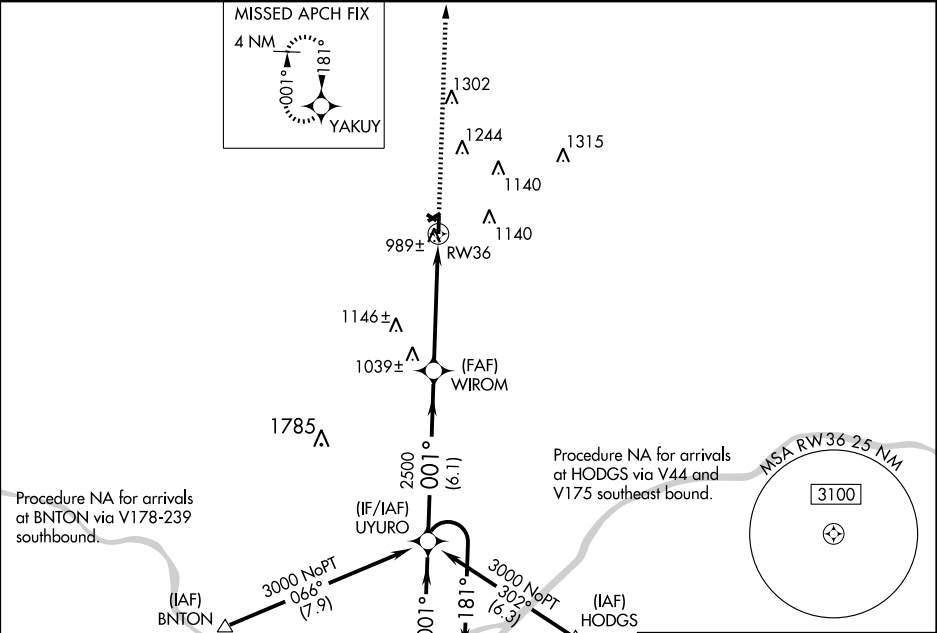 MISSED APCH FIX
4 NM
001°
181°
YAKUY
1302
1244
1315
1140
1140
989±
RW36
1146±
1039±
(FAF)
WIROM
1785
2500
001°
(6.1)
Procedure NA for arrivals
at HODGS via V44 and
V175 southeast bound.
MSA RW36 25 NM
3100
Procedure NA for arrivals
at BNTON via V178-239
southbound.
(IF/IAF)
UYURO
3000 NoPT
066°
(7.9)
3000 NoPT
302°
(6.3)
(IAF)
BNTON
001°
181°
(IAF)
HODGS